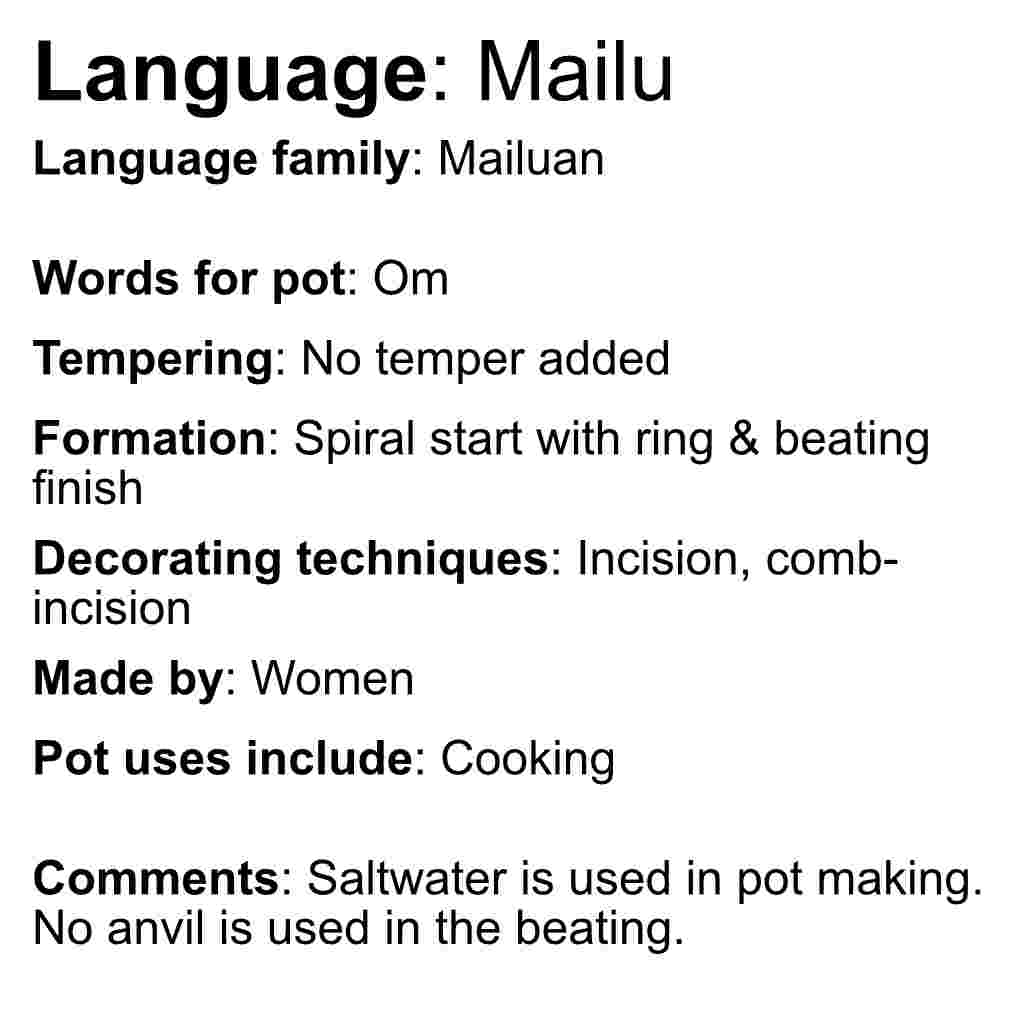 Language: Mailu
Language family: Mailuan
Words for pot: Om
Tempering: No temper added
Formation: Spiral start with ring & beating
finish
Decorating techniques: Incision, comb-
incision
Made by: Women
Pot uses include: Cooking
Comments: Saltwater is used in pot making.
No anvil is used in the beating.